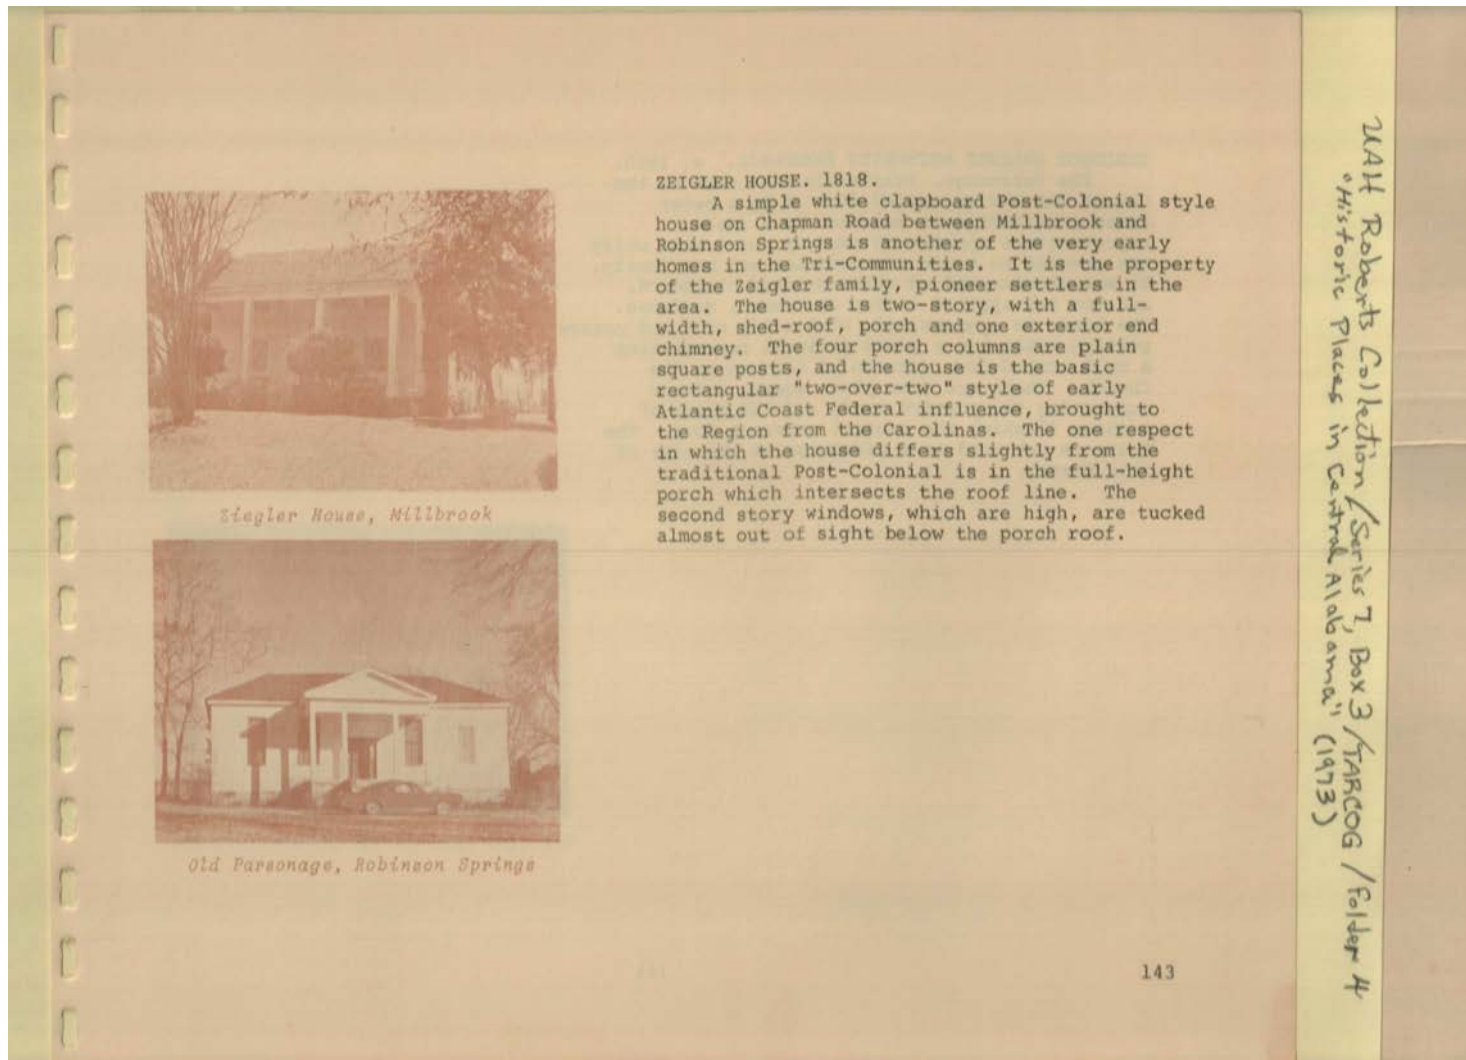 ZEIGLER HOUSE. 1818.
A simple white clapboard Post-Colonial style
house on Chapman Road between Millbrook and
Robinson Springs is another of the very early
homes in the Tri-Communities. It is the property
of the Zeigler family, pioneer settlers in the
area. The house is two-story, with a full-
width, shed-roof, porch and one exterior end
chimney. The four porch columns are plain
square posts, and the house is the basic
rectangular "two-over-two" style of early
Atlantic Coast Federal influence, brought to
the Region from the Carolinas. The one respect
in which the house differs slightly from the
traditional Post-Colonial is in the full-height
porch which intersects the roof line. The
second story windows, which are high, are tucked
almost out of sight below the porch roof.
Ziegler House, Millbrook
Old Parsonage, Robinson Springs
143
UAH Roberts Collection/Series 7, Box 3/TARCOG/Folder 4
"Historic Places in Central Alabama" (1973)